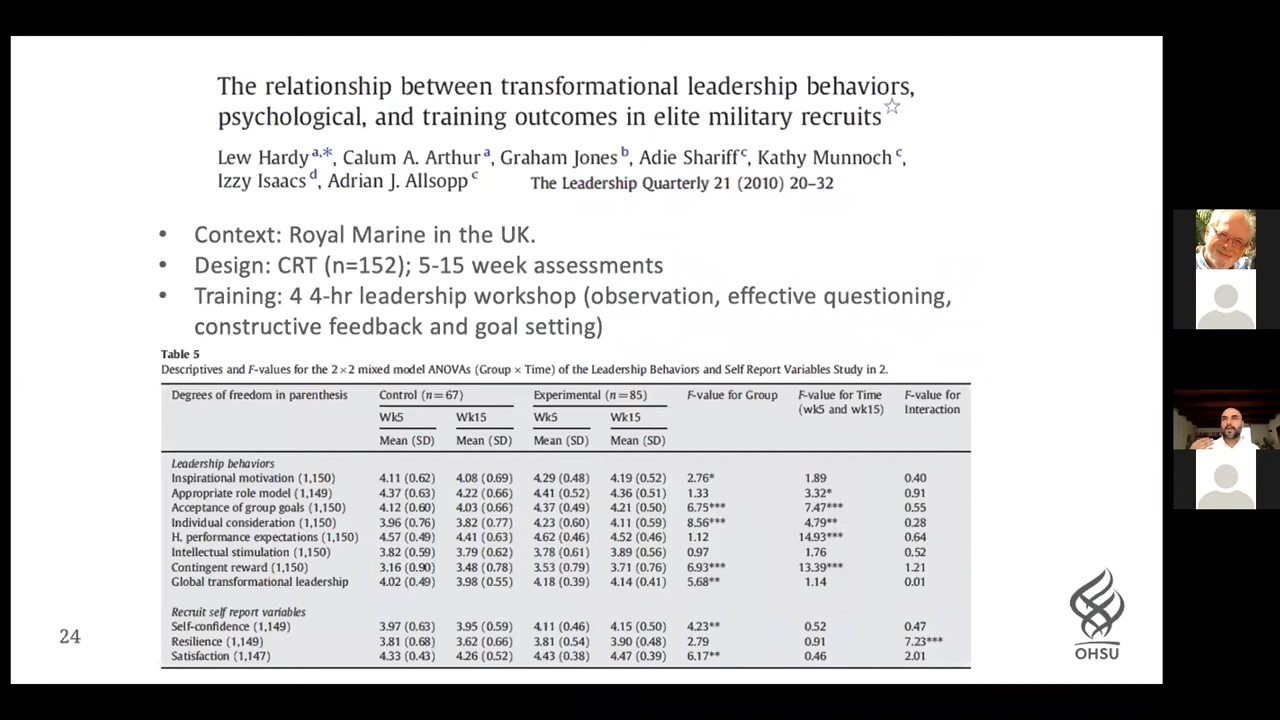 The relationship between transformational leadership behaviors,
psychological, and training outcomes in elite military recruits☆
Lew Hardy a,*, Calum A. Arthur a, Graham Jones b, Adie Shariff c, Kathy Munnoch c,
Izzy Isaacs d, Adrian J. Allsopp c The Leadership Quarterly 21 (2010) 20–32
• Context: Royal Marine in the UK.
• Design: CRT (n=152); 5-15 week assessments
• Training: 4 4-hr leadership workshop (observation, effective questioning,
constructive feedback and goal setting)
Table 5
Descriptives and F-values for the 2×2 mixed model ANOVAs (Group × Time) of the Leadership Behaviors and Self Report Variables Study in 2.
Degrees of freedom in parenthesis Control (n=67) Experimental (n=85) F-value for Group F-value for Time F-value for
(wk5 and wk15) Interaction
Wk5 Wk15 Wk5 Wk15
Mean (SD) Mean (SD) Mean (SD) Mean (SD)
Leadership behaviors
Inspirational motivation (1,150) 4.11 (0.62) 4.08 (0.69) 4.29 (0.48) 4.19 (0.52) 2.76* 1.89 0.40
Appropriate role model (1,149) 4.37 (0.63) 4.22 (0.66) 4.41 (0.52) 4.36 (0.51) 1.33 3.32* 0.91
Acceptance of group goals (1,150) 4.12 (0.60) 4.03 (0.66) 4.37 (0.49) 4.21 (0.50) 6.75*** 7.47*** 0.55
Individual consideration (1,150) 3.96 (0.76) 3.82 (0.77) 4.23 (0.60) 4.11 (0.59) 8.56*** 4.79** 0.28
H. performance expectations (1,150) 4.57 (0.49) 4.41 (0.63) 4.62 (0.46) 4.52 (0.46) 1.12 14.93*** 0.64
Intellectual stimulation (1,150) 3.82 (0.59) 3.79 (0.62) 3.78 (0.61) 3.89 (0.56) 0.97 1.76 0.52
Contingent reward (1,150) 3.16 (0.90) 3.48 (0.78) 3.53 (0.79) 3.71 (0.76) 6.93*** 13.39*** 1.21
Global transformational leadership 4.02 (0.49) 3.98 (0.55) 4.18 (0.39) 4.14 (0.41) 5.68** 1.14 0.01
Recruit self report variables
Self-confidence (1,149) 3.97 (0.63) 3.95 (0.59) 4.11 (0.46) 4.15 (0.50) 4.23** 0.52 0.47
Resilience (1,149) 3.81 (0.68) 3.62 (0.66) 3.81 (0.54) 3.90 (0.48) 2.79 0.91 7.23***
Satisfaction (1,147) 4.33 (0.43) 4.26 (0.52) 4.43 (0.38) 4.47 (0.39) 6.17** 0.46 2.01
24
OHSU